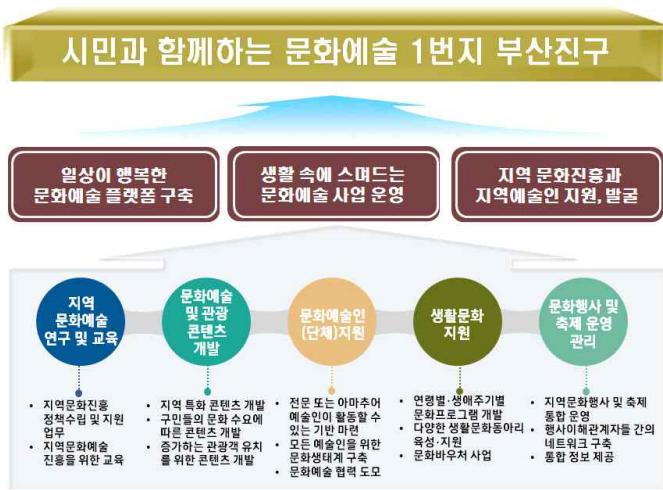 시민과 함께하는 문화예술 1번지 부산진구
일상이 행복한
문화예술 플랫폼 구축
생활 속에 스며드는
문화예술 사업 운영
지역 문화진흥과
지역예술인 지원, 발굴
지역
문화예술
연구 및 교육
문화예술
및 관광
콘텐츠
개발
문화예술인
(단체)지원
생활문화
지원
문화행사 및
축제 운영
관리
• 지역문화진흥
정책수립 및 지원
업무
• 지역문화예술
진흥을 위한 교육
• 지역 특화 콘텐츠 개발
• 구민들의 문화 수요에
따른 콘텐츠 개발
• 증가하는 관광객 유치
를 위한 콘텐츠 개발
• 전문 또는 아마추어
예술인이 활동할 수
있는 기반 마련
• 모든 예술인을 위한
문화생태계 구축
• 문화예술 협력 도모
• 연령별·생애주기별
문화프로그램 개발
• 다양한 생활문화동아리
육성·지원
• 문화바우처 사업
• 지역문화행사 및 축제
통합 운영
• 행사이해관계자들 간의
네트워크 구축
• 통합 정보 제공